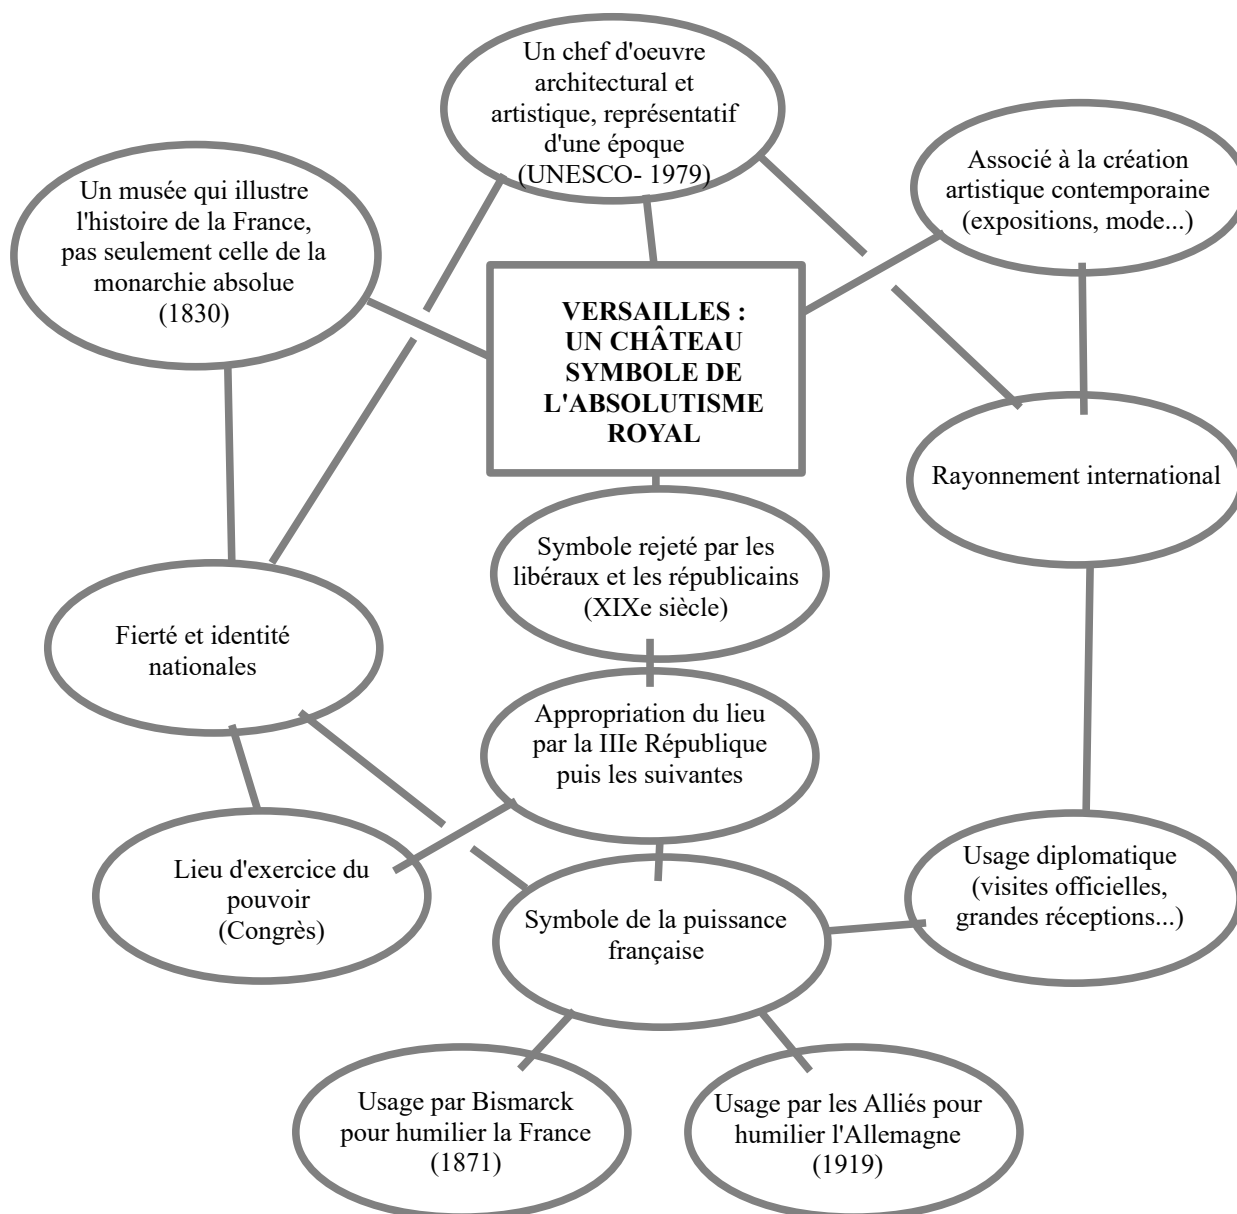 Un chef d'oeuvre
architectural et
artistique, représentatif
d'une époque
(UNESCO- 1979)
Associé à la création
artistique contemporaine
(expositions, mode...)
Un musée qui illustre
l'histoire de la France,
pas seulement celle de la
monarchie absolue
(1830)
VERSAILLES :
UN CHÂTEAU
SYMBOLE DE
L'ABSOLUTISME
ROYAL
Rayonnement international
Symbole rejeté par les
libéraux et les républicains
(XIXe siècle)
Fierté et identité
nationales
Appropriation du lieu
par la IIIe République
puis les suivantes
Lieu d'exercice du
pouvoir
(Congrès)
Usage diplomatique
(visites officielles,
grandes réceptions...)
Symbole de la puissance
française
Usage par Bismarck
pour humilier la France
(1871)
Usage par les Alliés pour
humilier l'Allemagne
(1919)